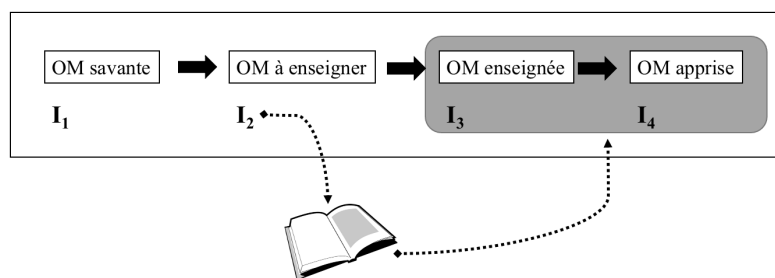 OM savante OM à enseigner OM enseignée OM apprise
I₁ I₂ I₃ I₄